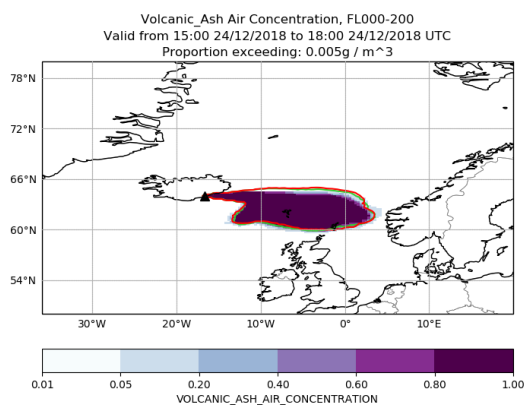 Volcanic_Ash Air Concentration, FL000-200
Valid from 15:00 24/12/2018 to 18:00 24/12/2018 UTC
Proportion exceeding: 0.005g / m^3
78°N
72°N
66°N
60°N
54°N
30°W 20°W 10°W 0° 10°E
0.01 0.05 0.20 0.40 0.60 0.80 1.00
VOLCANIC_ASH_AIR_CONCENTRATION